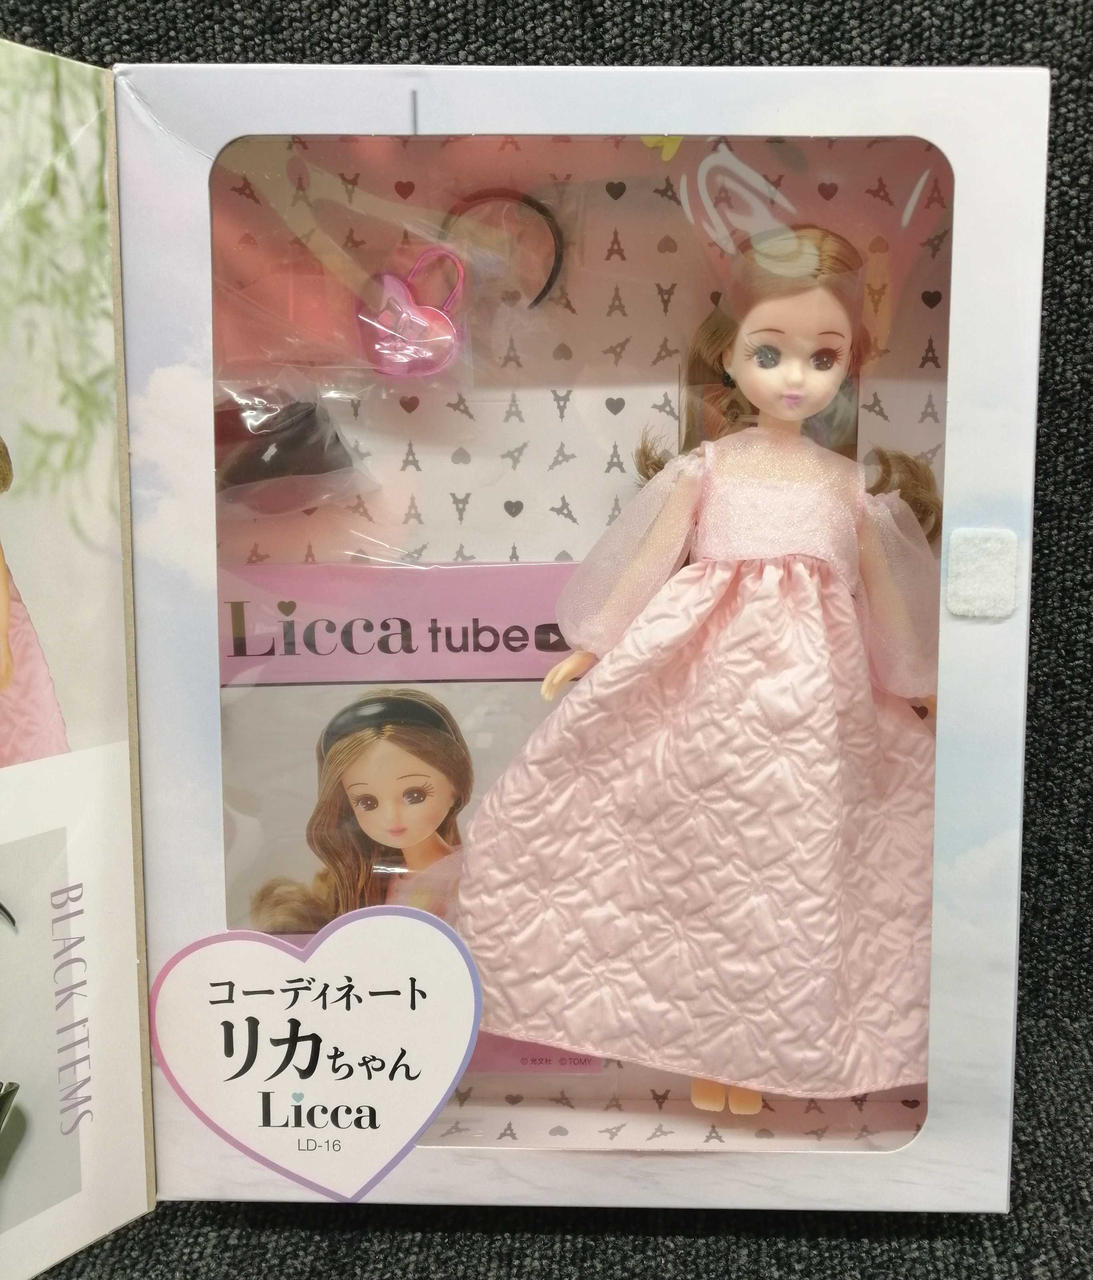 Licca tube
コーディネート
リカちゃん
Licca
LD-16
©光文社 ©TOMY
BLACK ITEMS